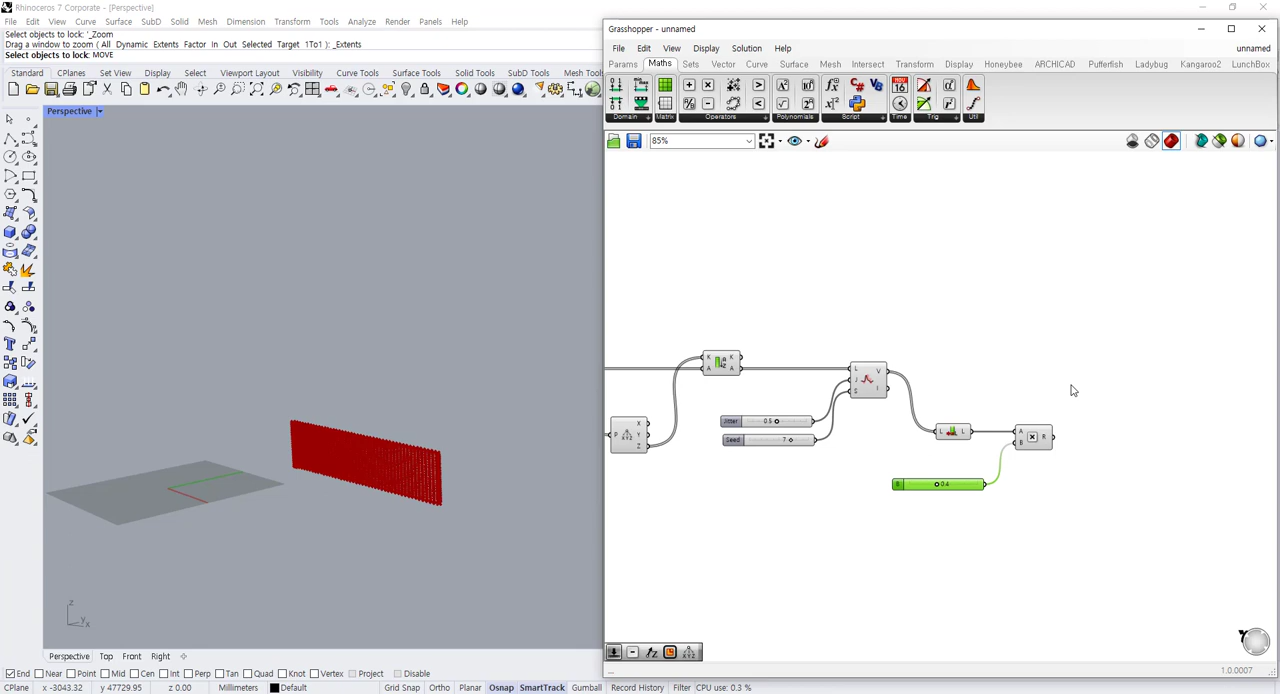 Rhinoceros 7 Corporate - [Perspective]
File Edit View Curve Surface SubD Solid Mesh Dimension Transform Tools Analyze Render Panels Help
Select objects to lock: '_Zoom
Drag a window to zoom ( All Dynamic Extents Factor In Out Selected Target 1To1 ): _Extents
Select objects to lock: MOVE
Standard CPlanes Set View Display Select Viewport Layout Visibility Curve Tools Surface Tools Solid Tools SubD Tools Mesh Tools
Perspective
Grasshopper - unnamed
File Edit View Display Solution Help
unnamed
Params Maths Sets Vector Curve Surface Mesh Intersect Transform Display Honeybee ARCHICAD Pufferfish Ladybug Kangaroo2 LunchBox
Domain Matrix Operators Polynomials Script Time Trig Util
85%
K K
A A
P X
Y
Z
L V
J
S I
Jitter 0.5
Seed 7
L L
A R
B
B 0.4
z
y
x
Perspective Top Front Right
End Near Point Mid Cen Int Perp Tan Quad Knot Vertex Project Disable
CPlane x -3043.32 y 47729.95 z 0.00 Millimeters Default Grid Snap Ortho Planar Osnap SmartTrack Gumball Record History Filter CPU use: 0.3 %
...
1.0.0007